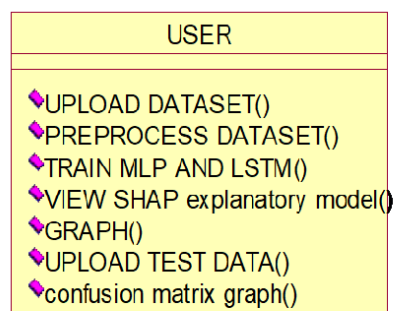 USER
UPLOAD DATASET()
PREPROCESS DATASET()
TRAIN MLP AND LSTM()
VIEW SHAP explanatory model()
GRAPH()
UPLOAD TEST DATA()
confusion matrix graph()